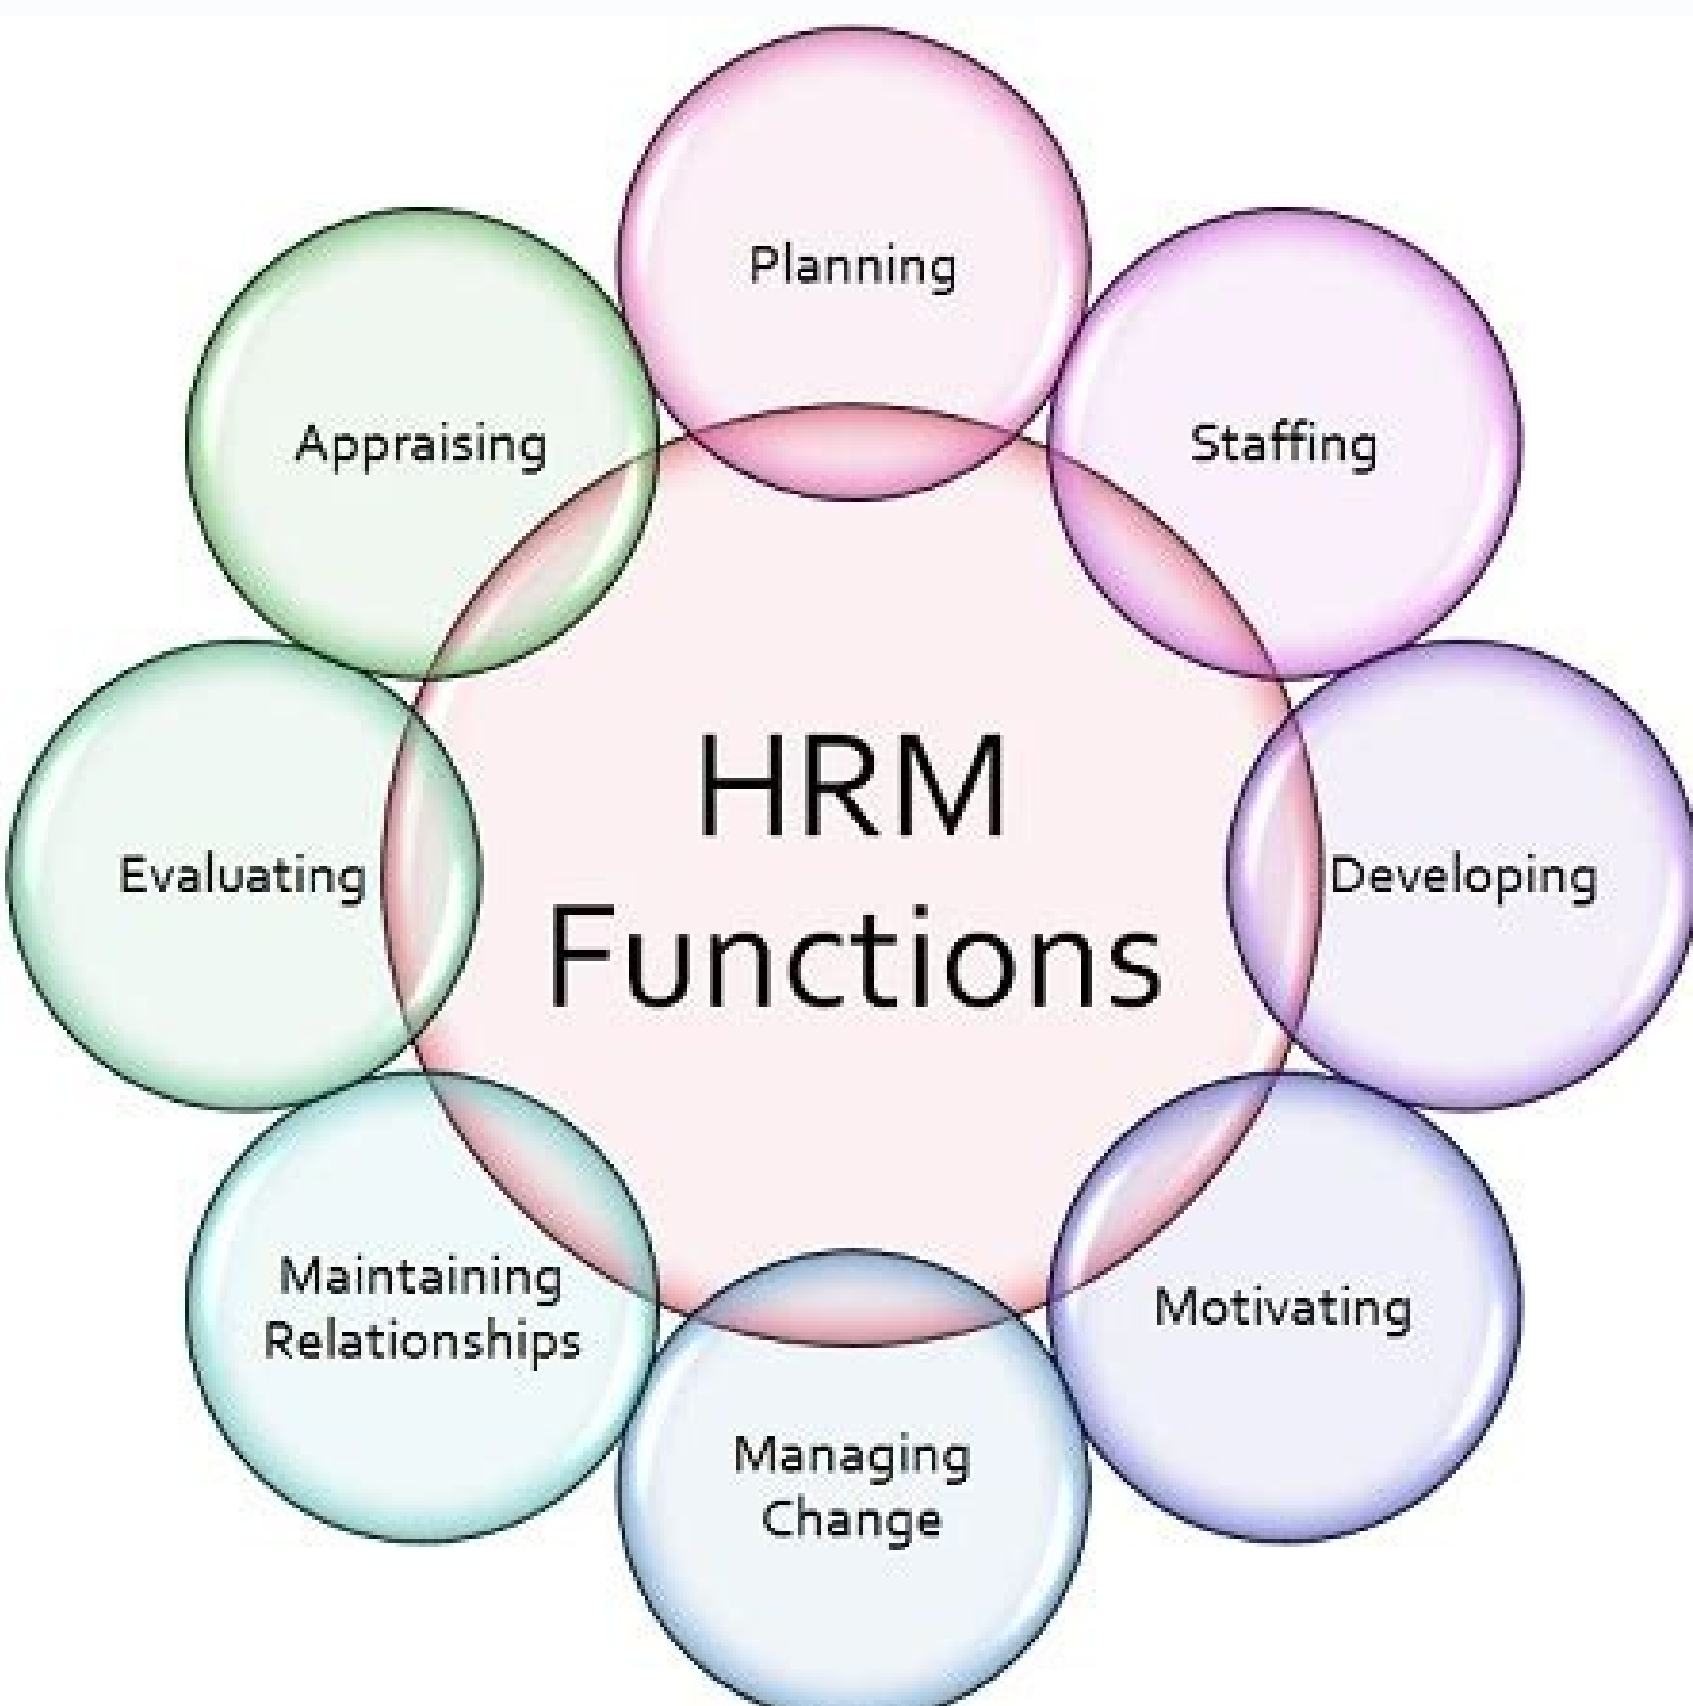 Planning
Staffing
Developing
Motivating
Managing
Change
Maintaining
Relationships
Evaluating
Appraising
HRM
Functions